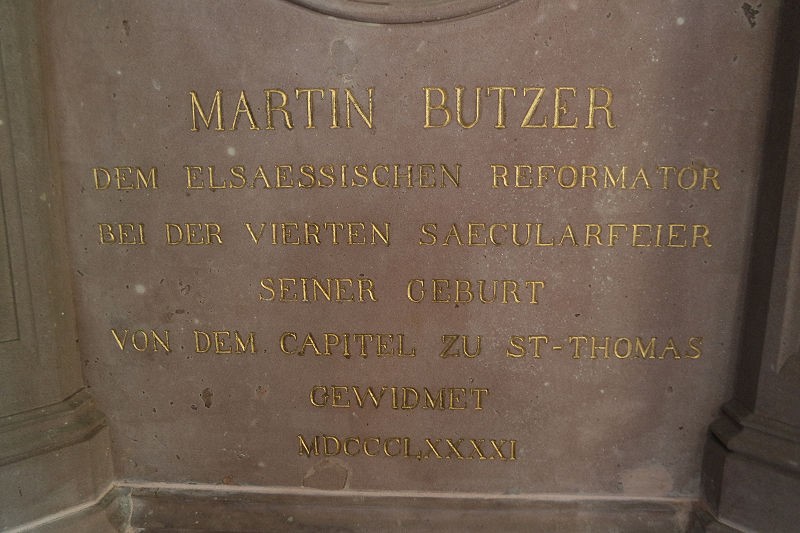 MARTIN BUTZER
DEM ELSAESSISCHEN REFORMATOR
BEI DER VIERTEN SAECULARFEIER
SEINER GEBURT
VON DEM CAPITEL ZU ST-THOMAS
GEWIDMET
MDCCCLXXXXI